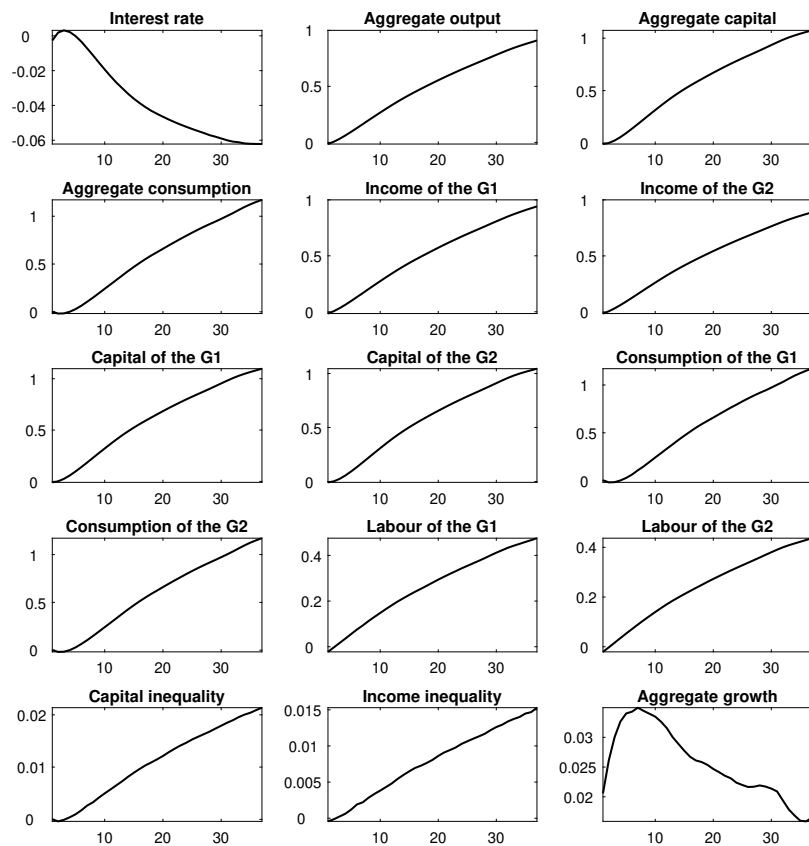 Interest rate
0
-0.02
-0.04
-0.06
10 20 30
Aggregate output
1
0.5
0
10 20 30
Aggregate capital
1
0.5
0
10 20 30
Aggregate consumption
1
0.5
0
10 20 30
Income of the G1
1
0.5
0
10 20 30
Income of the G2
1
0.5
0
10 20 30
Capital of the G1
1
0.5
0
10 20 30
Capital of the G2
1
0.5
0
10 20 30
Consumption of the G1
1
0.5
0
10 20 30
Consumption of the G2
1
0.5
0
10 20 30
Labour of the G1
0.4
0.2
0
10 20 30
Labour of the G2
0.4
0.2
0
10 20 30
Capital inequality
0.02
0.01
0
10 20 30
Income inequality
0.015
0.01
0.005
0
10 20 30
Aggregate growth
0.03
0.025
0.02
10 20 30